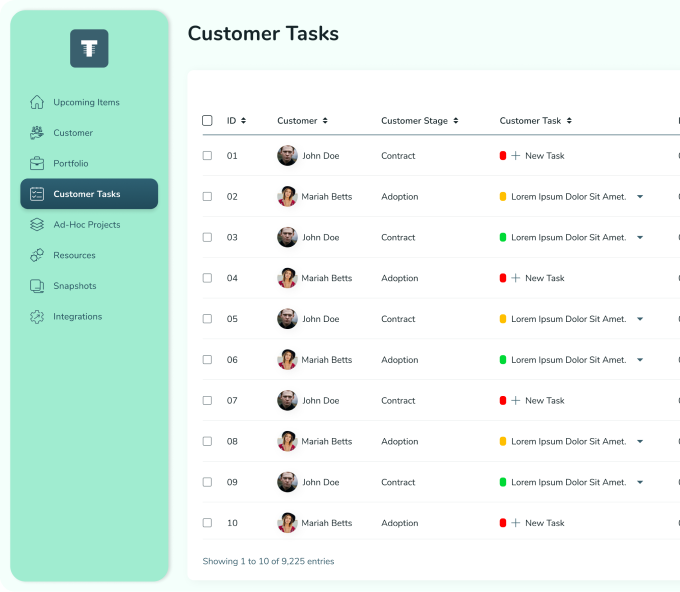 T
Customer Tasks
Upcoming Items
Customer
Portfolio
Customer Tasks
Ad-Hoc Projects
Resources
Snapshots
Integrations
ID Customer Customer Stage Customer Task
01 John Doe Contract + New Task
02 Mariah Betts Adoption Lorem Ipsum Dolor Sit Amet.
03 John Doe Contract Lorem Ipsum Dolor Sit Amet.
04 Mariah Betts Adoption + New Task
05 John Doe Contract Lorem Ipsum Dolor Sit Amet.
06 Mariah Betts Adoption Lorem Ipsum Dolor Sit Amet.
07 John Doe Contract + New Task
08 Mariah Betts Adoption Lorem Ipsum Dolor Sit Amet.
09 John Doe Contract Lorem Ipsum Dolor Sit Amet.
10 Mariah Betts Adoption + New Task
Showing 1 to 10 of 9,225 entries